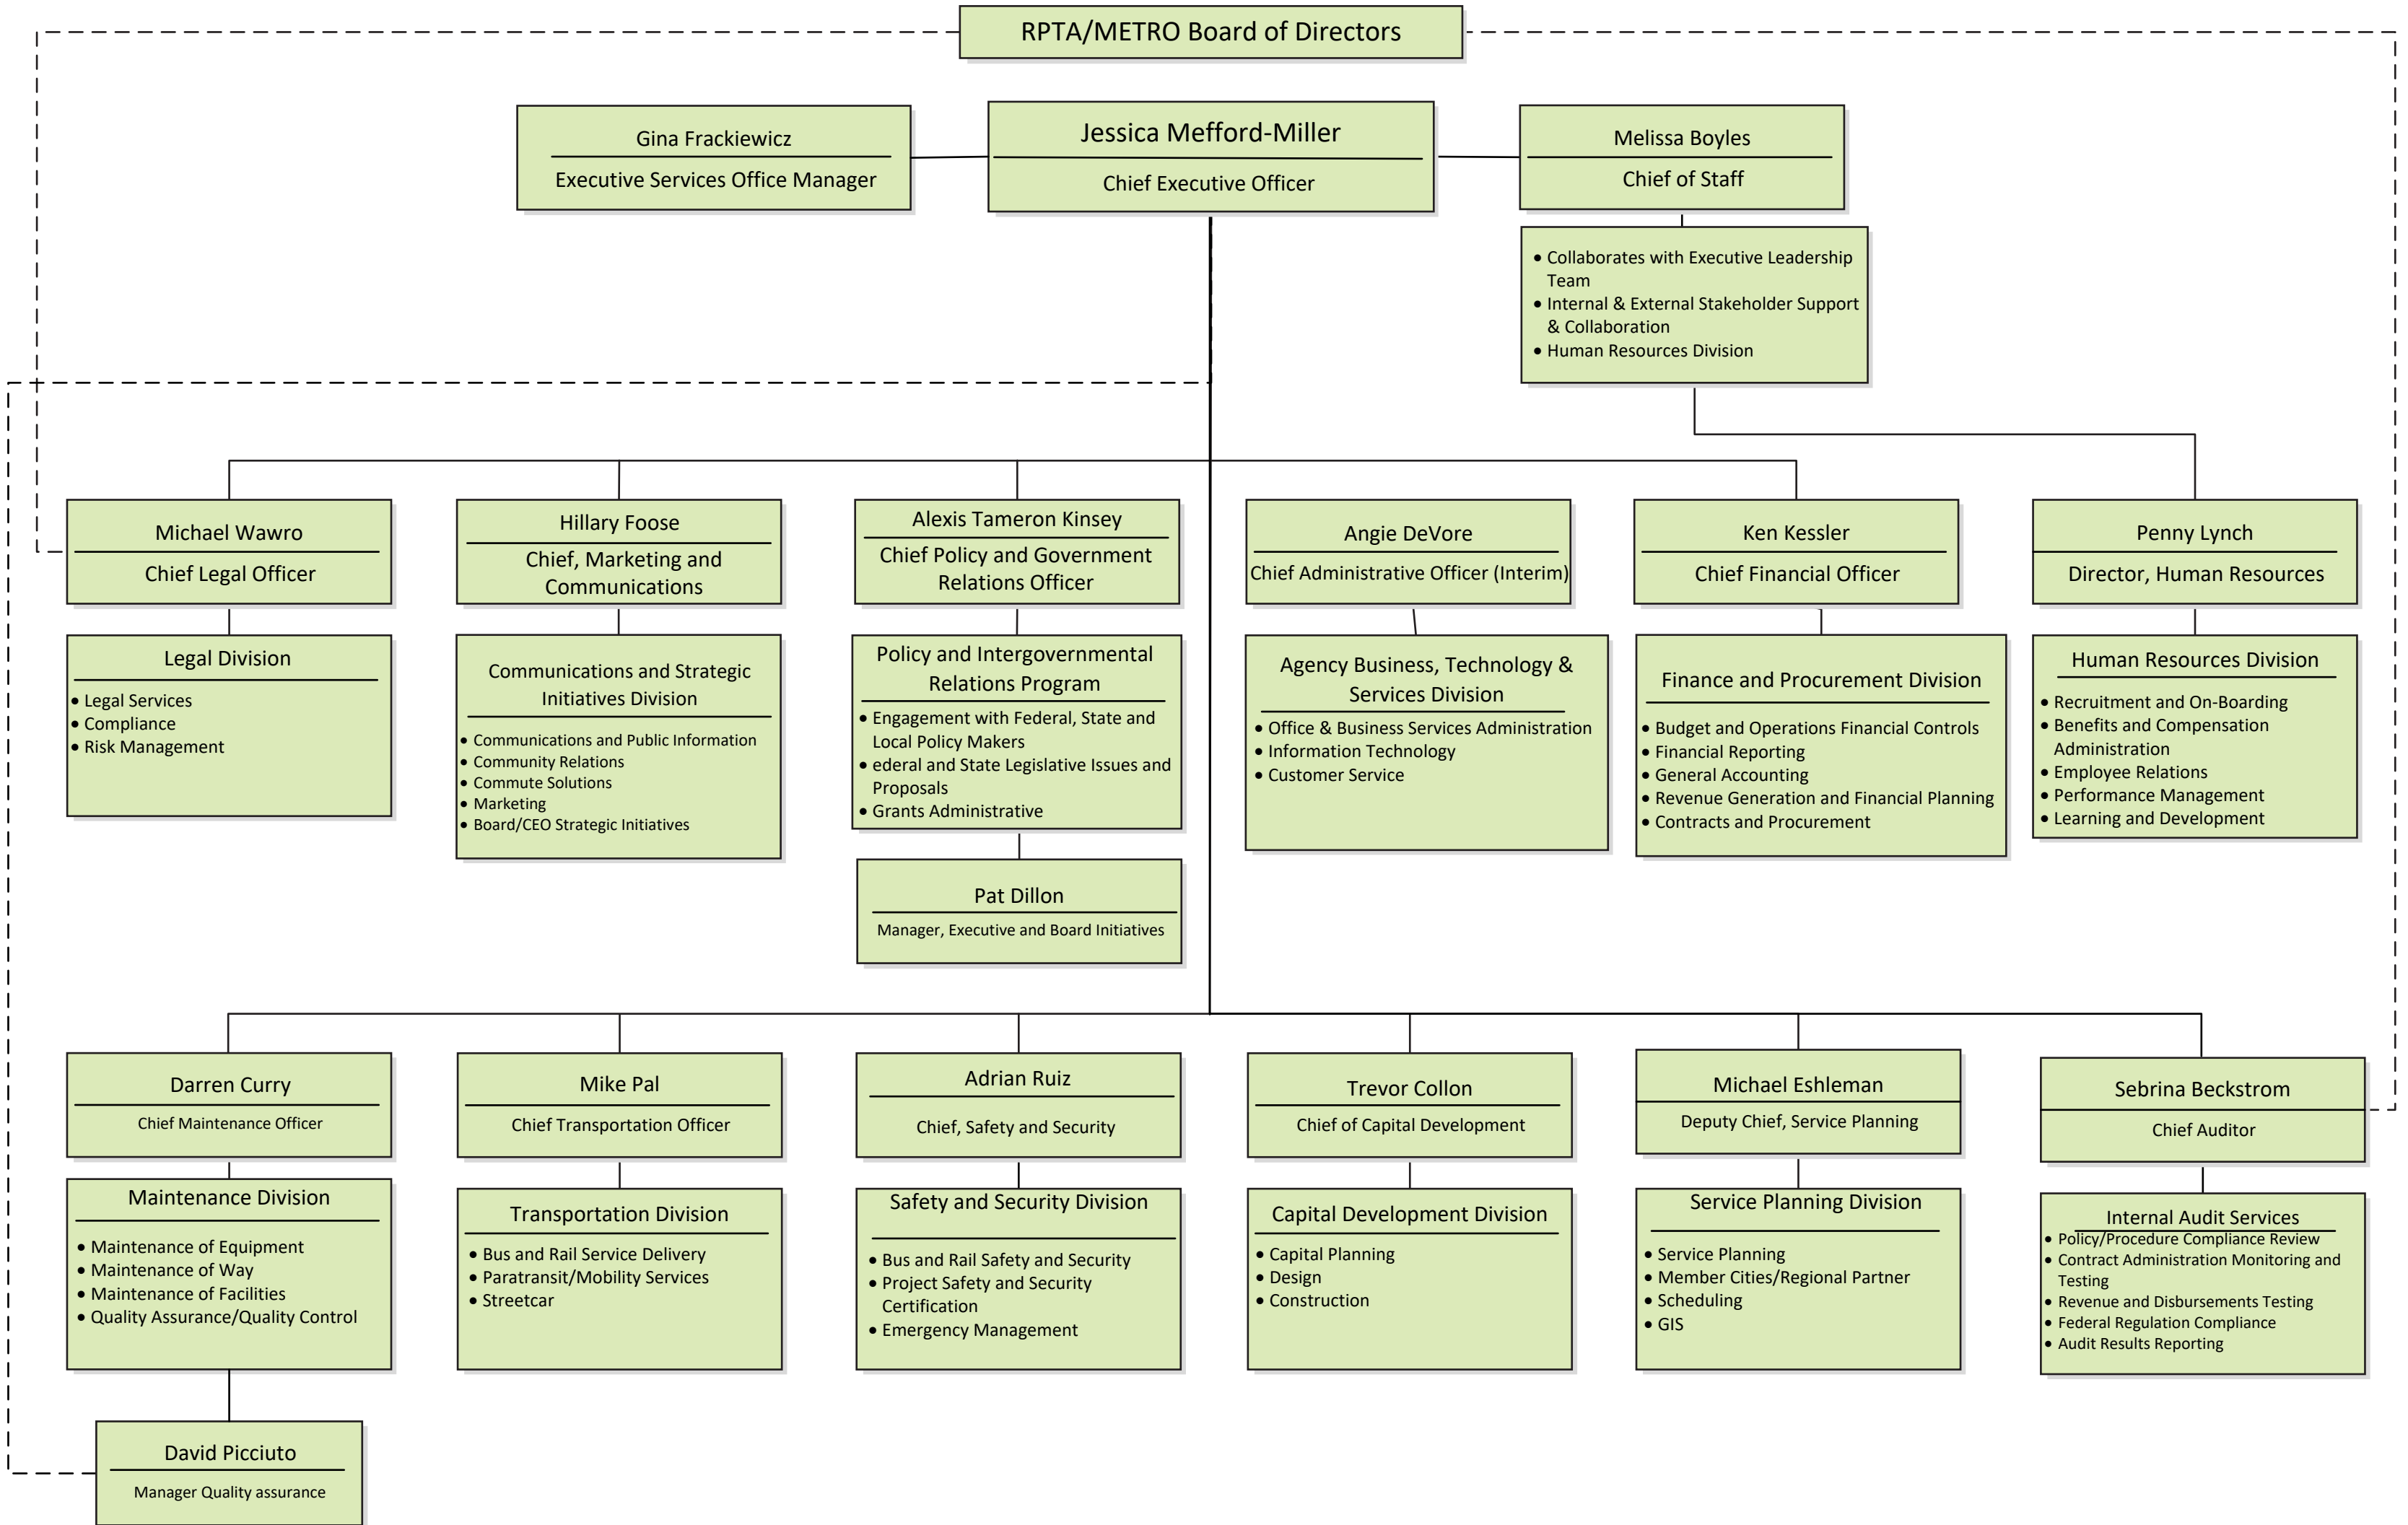 RPTA/METRO Board of Directors
Gina Frackiewicz
Executive Services Office Manager
Jessica Mefford-Miller
Chief Executive Officer
Melissa Boyles
Chief of Staff
• Collaborates with Executive Leadership
Team
• Internal & External Stakeholder Support
& Collaboration
• Human Resources Division
Michael Wawro
Chief Legal Officer
Hillary Foose
Chief, Marketing and
Communications
Alexis Tameron Kinsey
Chief Policy and Government
Relations Officer
Angie DeVore
Chief Administrative Officer (Interim)
Ken Kessler
Chief Financial Officer
Penny Lynch
Director, Human Resources
Legal Division
• Legal Services
• Compliance
• Risk Management
Communications and Strategic
Initiatives Division
• Communications and Public Information
• Community Relations
• Commute Solutions
• Marketing
• Board/CEO Strategic Initiatives
Policy and Intergovernmental
Relations Program
• Engagement with Federal, State and
Local Policy Makers
• ederal and State Legislative Issues and
Proposals
• Grants Administrative
Agency Business, Technology &
Services Division
• Office & Business Services Administration
• Information Technology
• Customer Service
Finance and Procurement Division
• Budget and Operations Financial Controls
• Financial Reporting
• General Accounting
• Revenue Generation and Financial Planning
• Contracts and Procurement
Human Resources Division
• Recruitment and On-Boarding
• Benefits and Compensation
Administration
• Employee Relations
• Performance Management
• Learning and Development
Pat Dillon
Manager, Executive and Board Initiatives
Darren Curry
Chief Maintenance Officer
Mike Pal
Chief Transportation Officer
Adrian Ruiz
Chief, Safety and Security
Trevor Collon
Chief of Capital Development
Michael Eshleman
Deputy Chief, Service Planning
Sebrina Beckstrom
Chief Auditor
Maintenance Division
• Maintenance of Equipment
• Maintenance of Way
• Maintenance of Facilities
• Quality Assurance/Quality Control
Transportation Division
• Bus and Rail Service Delivery
• Paratransit/Mobility Services
• Streetcar
Safety and Security Division
• Bus and Rail Safety and Security
• Project Safety and Security
Certification
• Emergency Management
Capital Development Division
• Capital Planning
• Design
• Construction
Service Planning Division
• Service Planning
• Member Cities/Regional Partner
• Scheduling
• GIS
Internal Audit Services
• Policy/Procedure Compliance Review
• Contract Administration Monitoring and
Testing
• Revenue and Disbursements Testing
• Federal Regulation Compliance
• Audit Results Reporting
David Picciuto
Manager Quality assurance